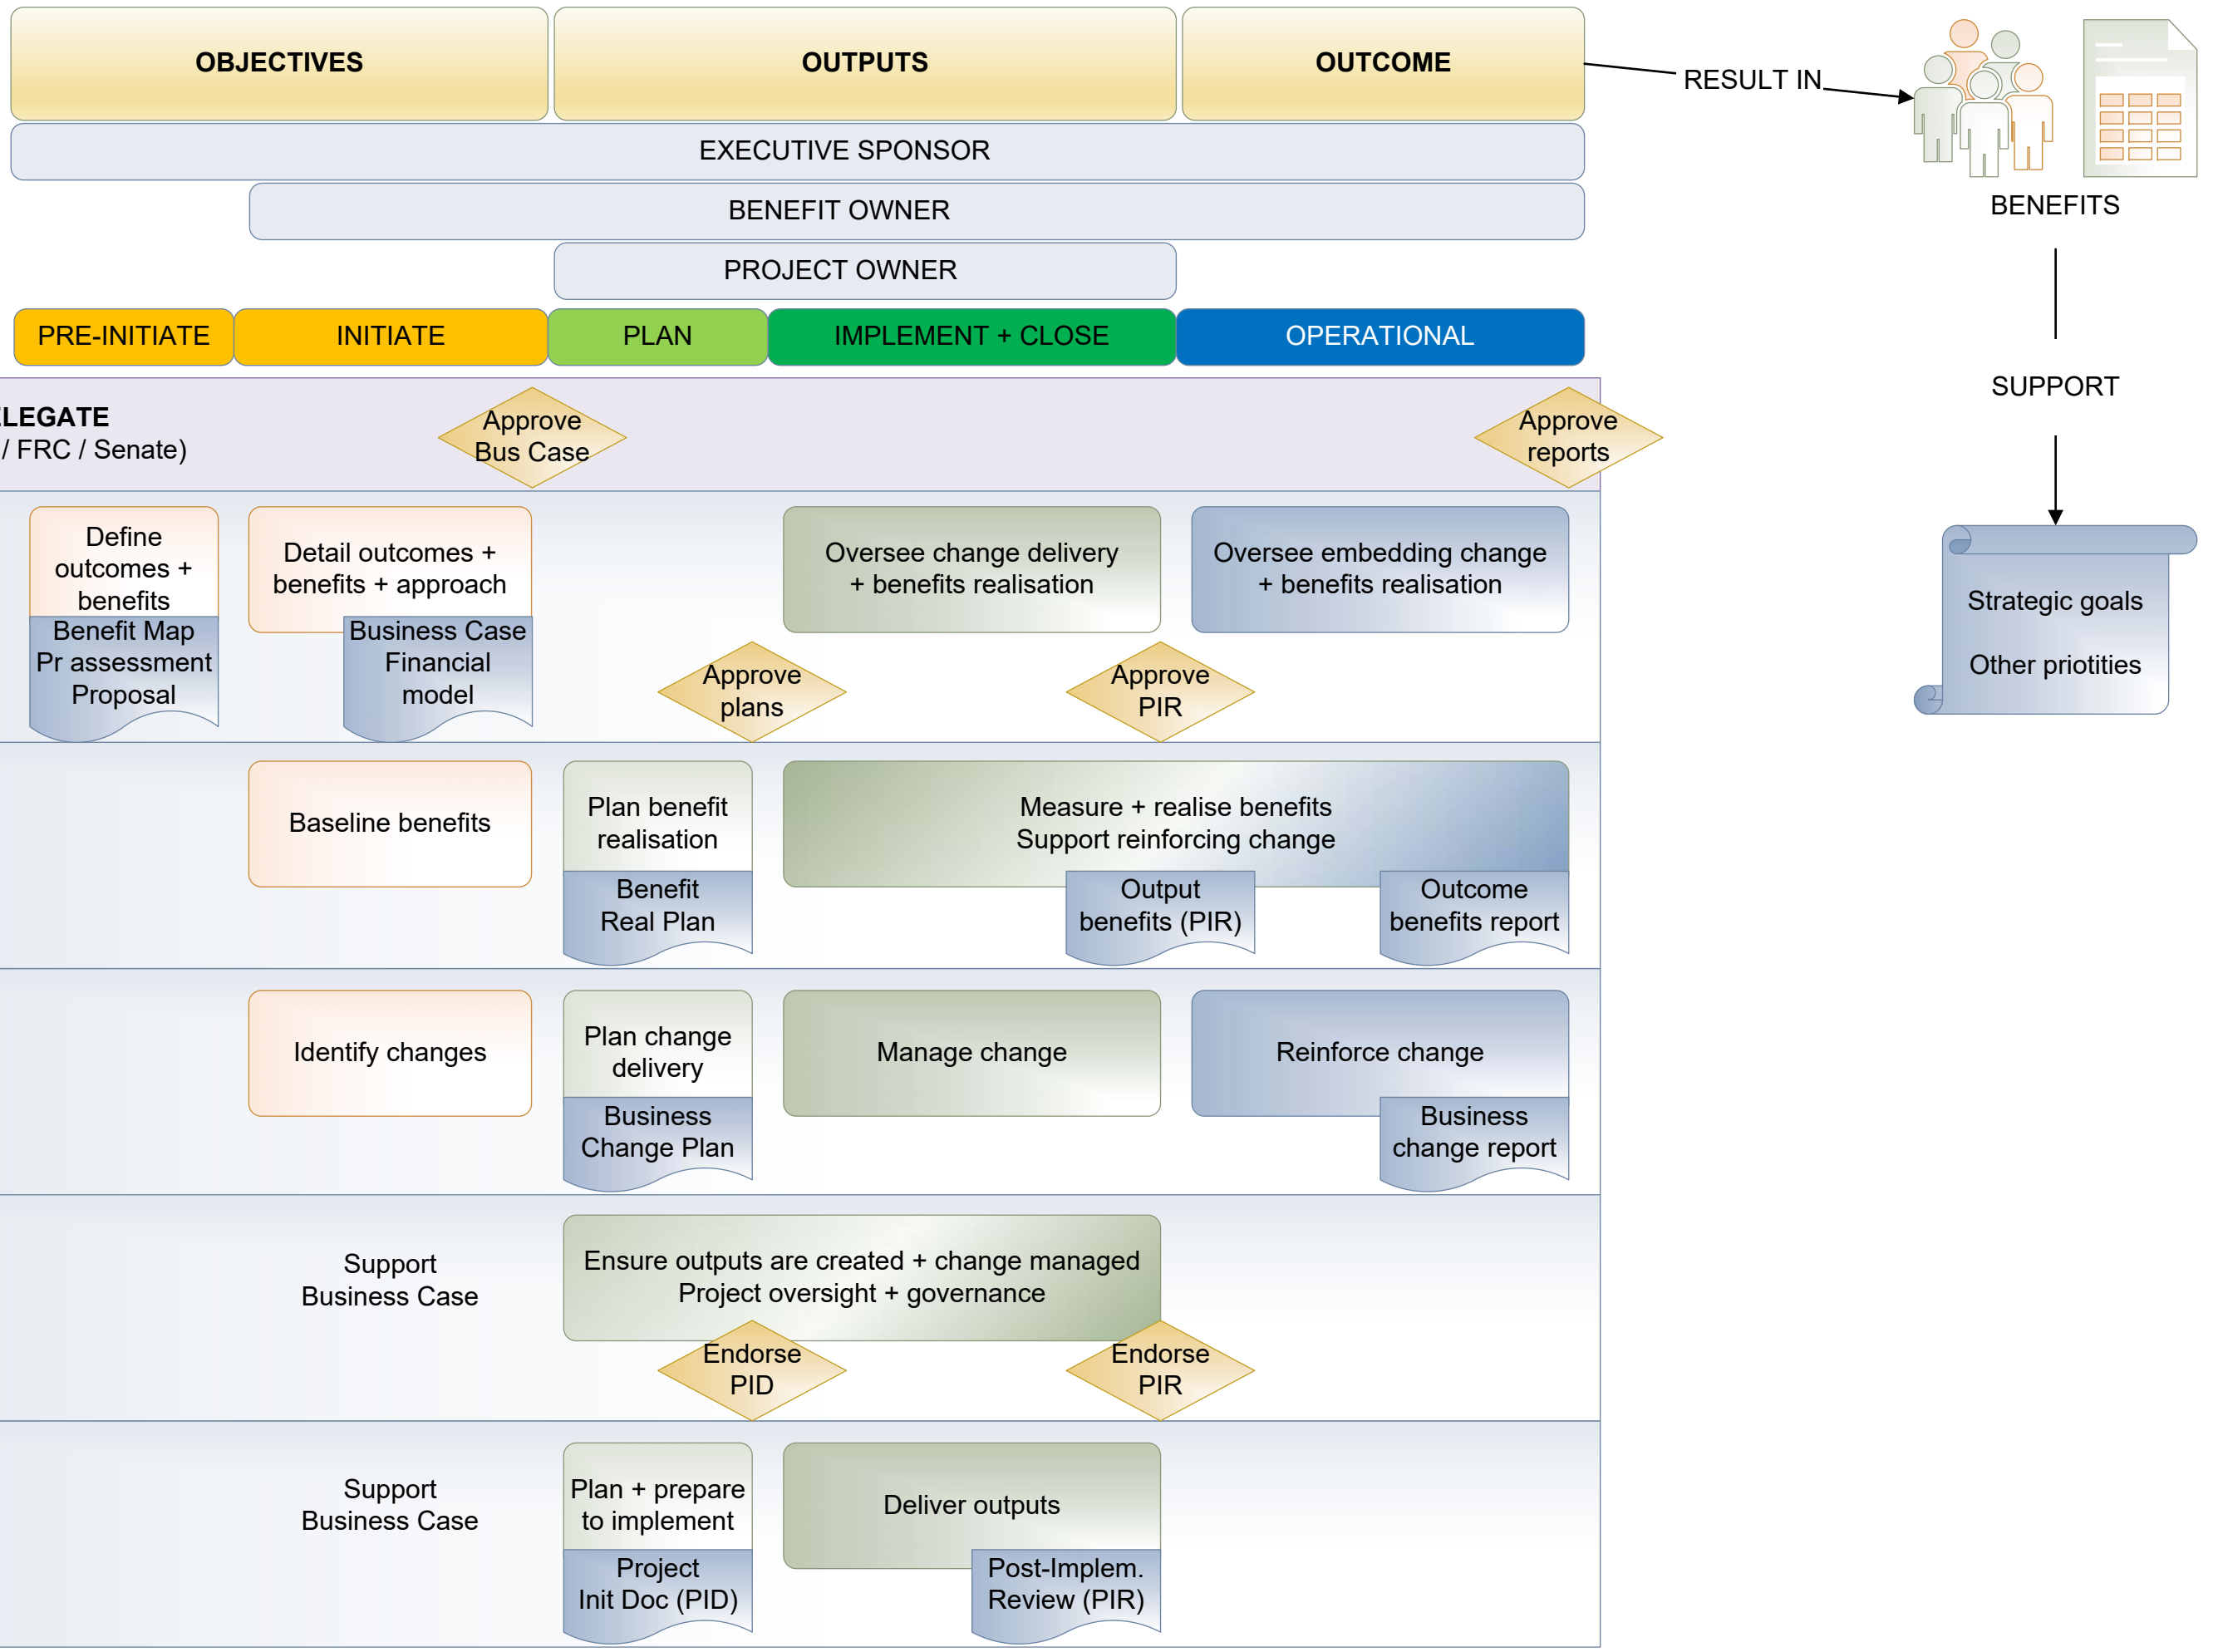 OBJECTIVES
OUTPUTS
OUTCOME
RESULT IN
BENEFITS
SUPPORT
Strategic goals
Other priotities
EXECUTIVE SPONSOR
BENEFIT OWNER
PROJECT OWNER
PRE-INITIATE
INITIATE
PLAN
IMPLEMENT + CLOSE
OPERATIONAL
LEGATE
/ FRC / Senate)
Approve
Bus Case
Approve
reports
Define
outcomes +
benefits
Benefit Map
Pr assessment
Proposal
Detail outcomes +
benefits + approach
Business Case
Financial
model
Approve
plans
Oversee change delivery
+ benefits realisation
Approve
PIR
Oversee embedding change
+ benefits realisation
Baseline benefits
Plan benefit
realisation
Benefit
Real Plan
Measure + realise benefits
Support reinforcing change
Output
benefits (PIR)
Outcome
benefits report
Identify changes
Plan change
delivery
Business
Change Plan
Manage change
Reinforce change
Business
change report
Support
Business Case
Ensure outputs are created + change managed
Project oversight + governance
Endorse
PID
Endorse
PIR
Support
Business Case
Plan + prepare
to implement
Project
Init Doc (PID)
Deliver outputs
Post-Implem.
Review (PIR)